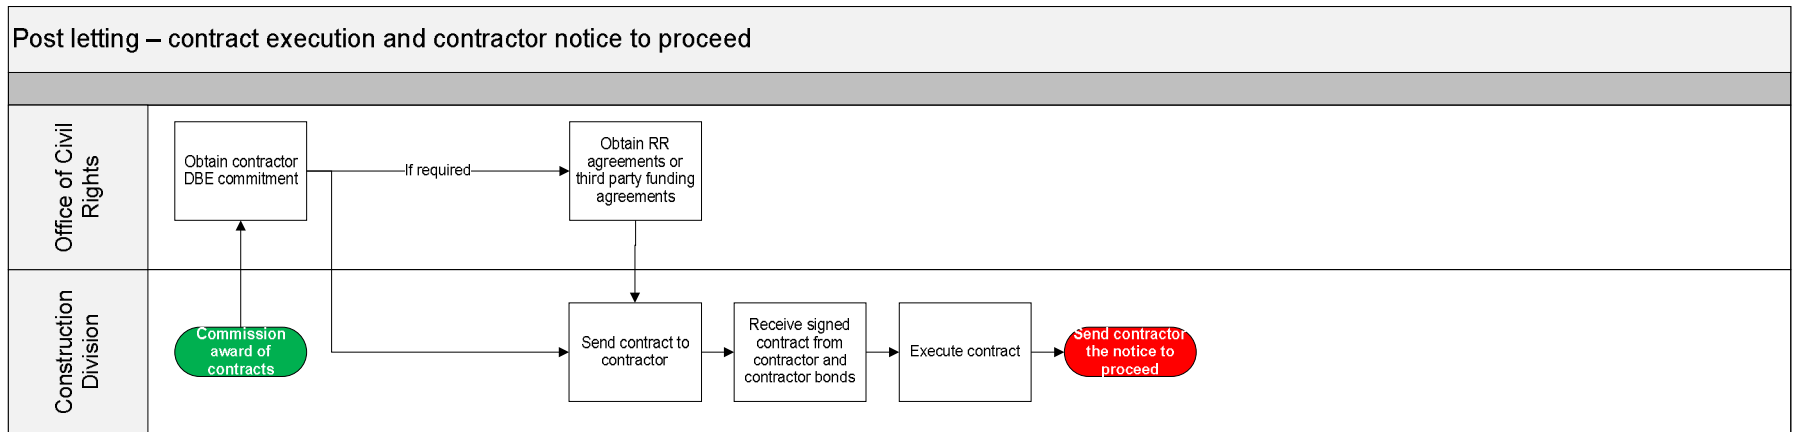 Post letting – contract execution and contractor notice to proceed
Office of Civil
Rights
Obtain contractor
DBE commitment
If required
Obtain RR
agreements or
third party funding
agreements
Construction
Division
Commission
award of
contracts
Send contract to
contractor
Receive signed
contract from
contractor and
contractor bonds
Execute contract
Send contractor
the notice to
proceed